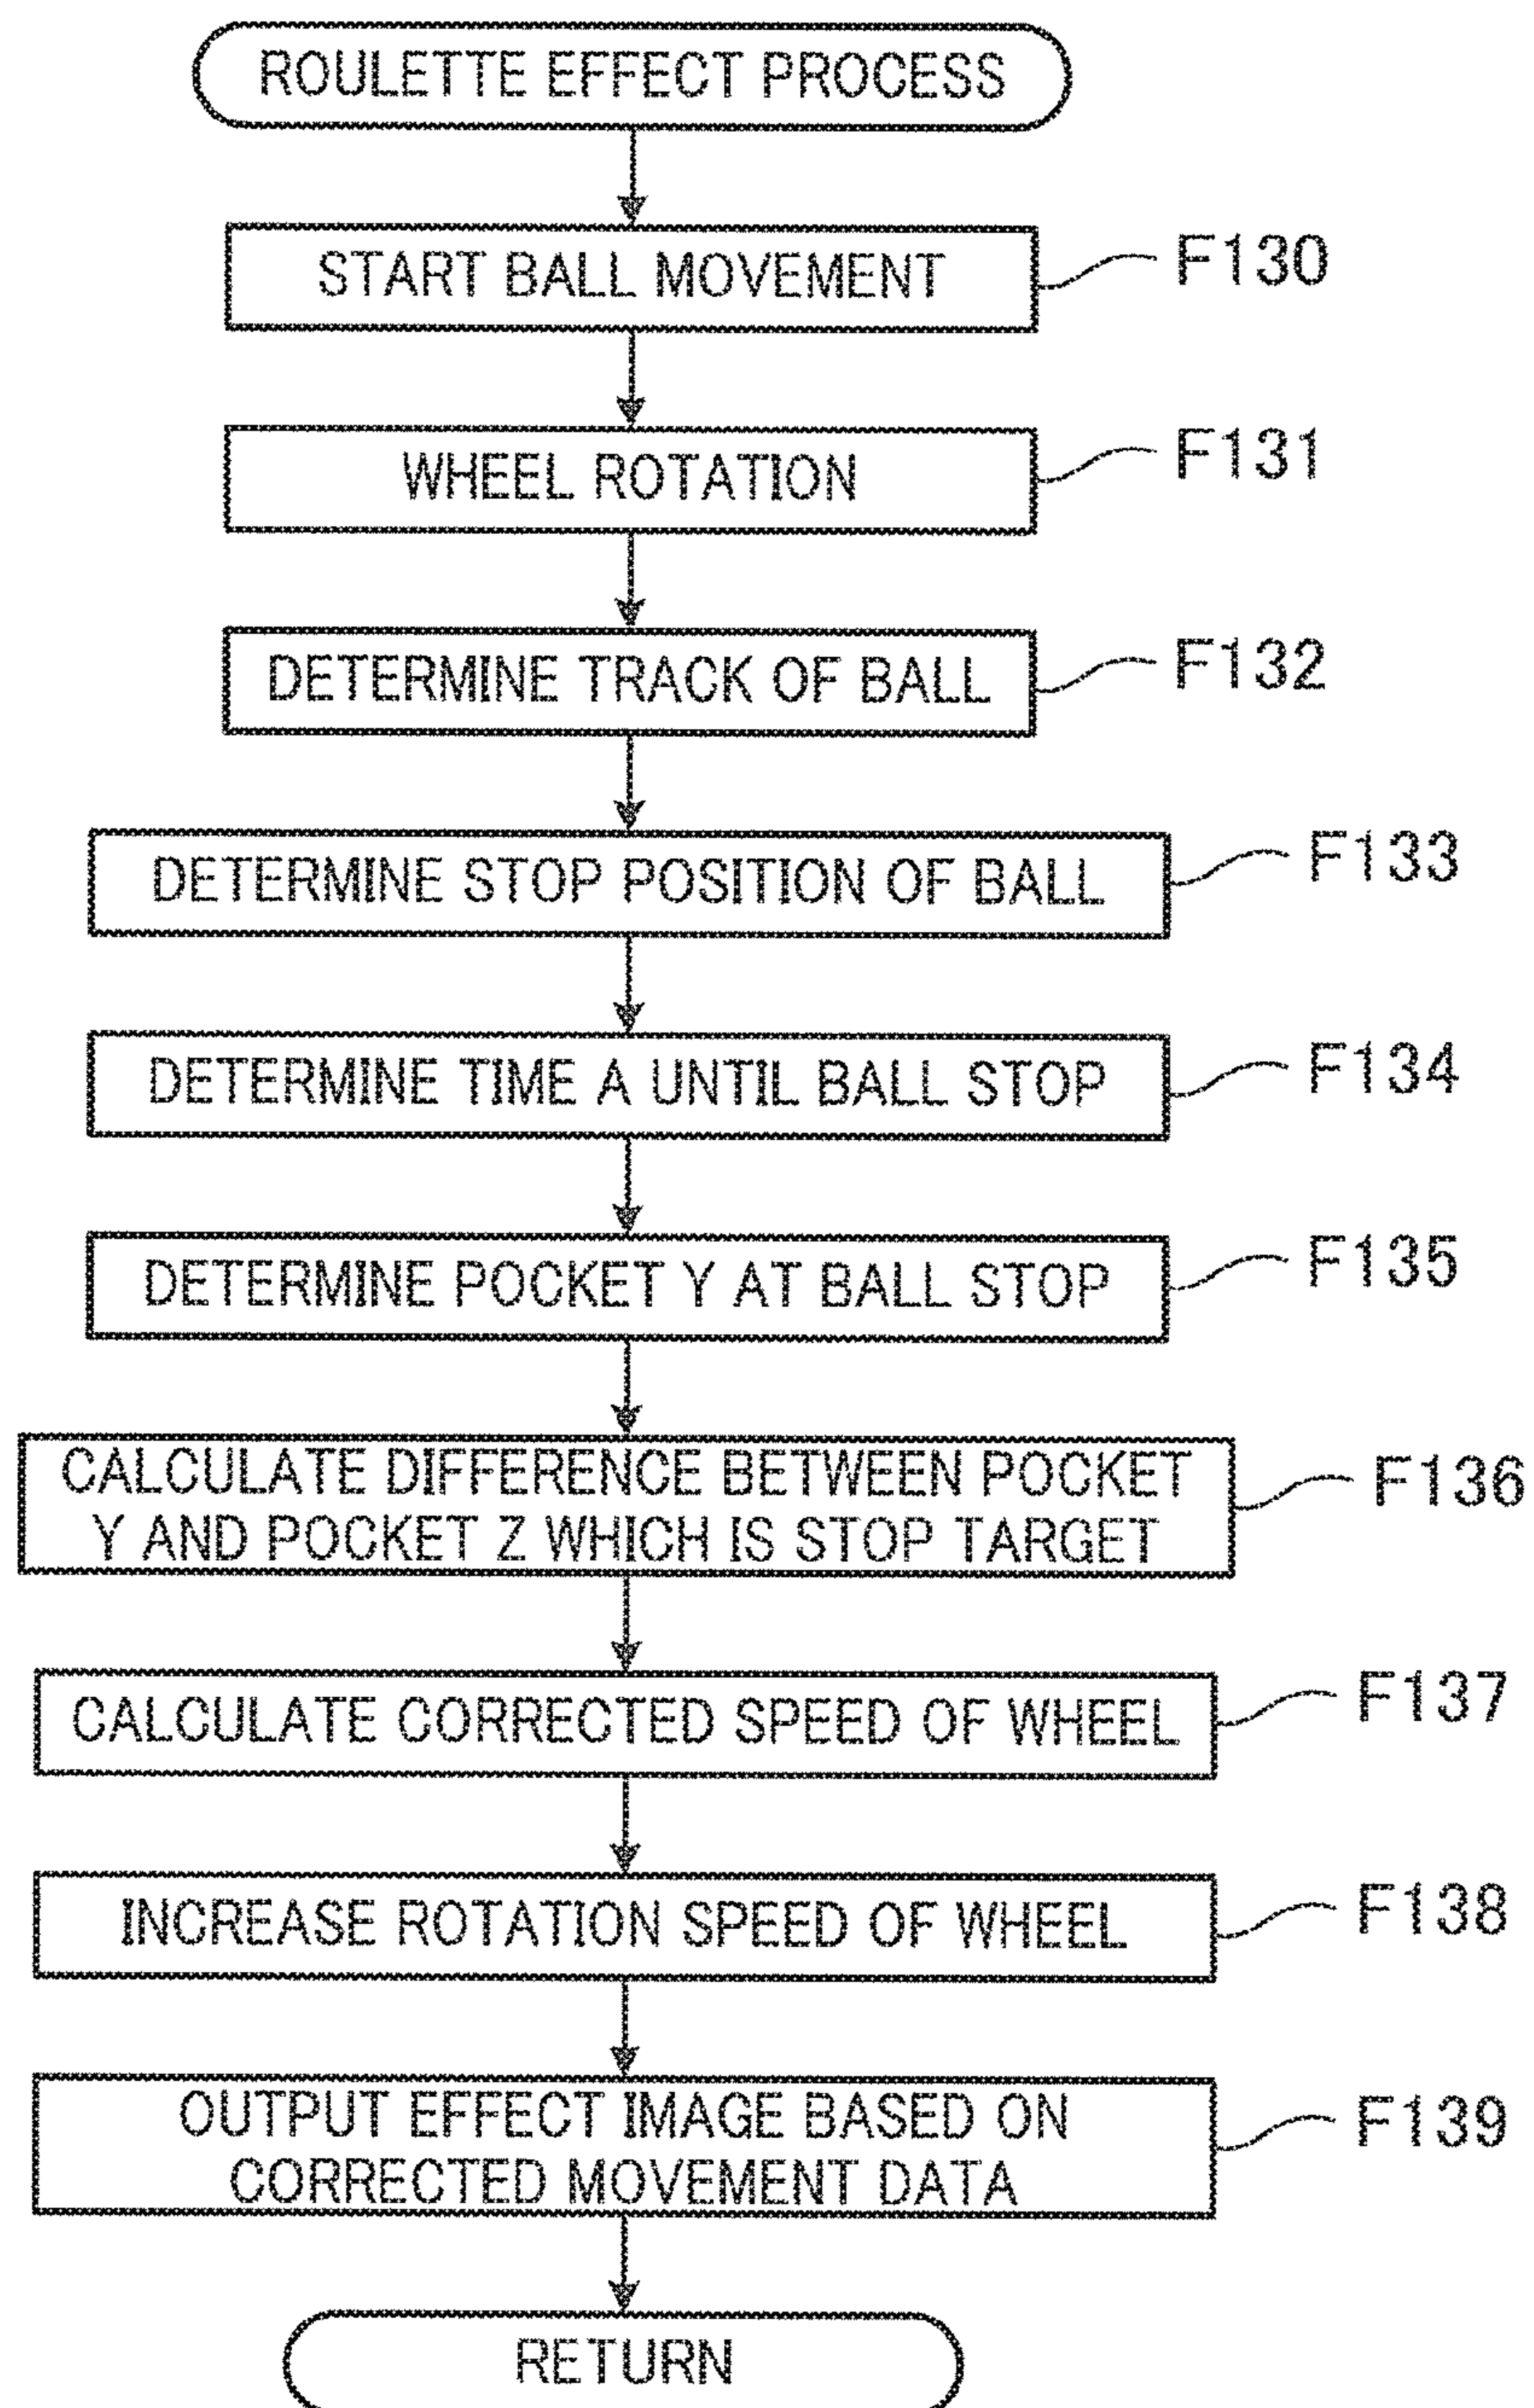 ROULETTE EFFECT PROCESS
START BALL MOVEMENT
F130
WHEEL ROTATION
F131
DETERMINE TRACK OF BALL
F132
DETERMINE STOP POSITION OF BALL
F133
DETERMINE TIME A UNTIL BALL STOP
F134
DETERMINE POCKET Y AT BALL STOP
F135
CALCULATE DIFFERENCE BETWEEN POCKET
Y AND POCKET Z WHICH IS STOP TARGET
F136
CALCULATE CORRECTED SPEED OF WHEEL
F137
INCREASE ROTATION SPEED OF WHEEL
F138
OUTPUT EFFECT IMAGE BASED ON
CORRECTED MOVEMENT DATA
F139
RETURN